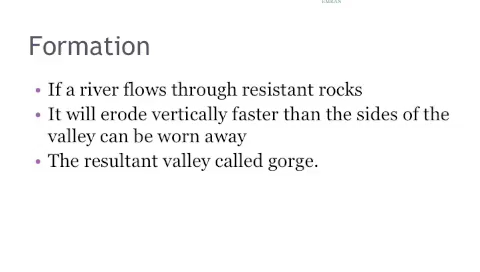 Formation
• If a river flows through resistant rocks
• It will erode vertically faster than the sides of the
valley can be worn away
• The resultant valley called gorge.